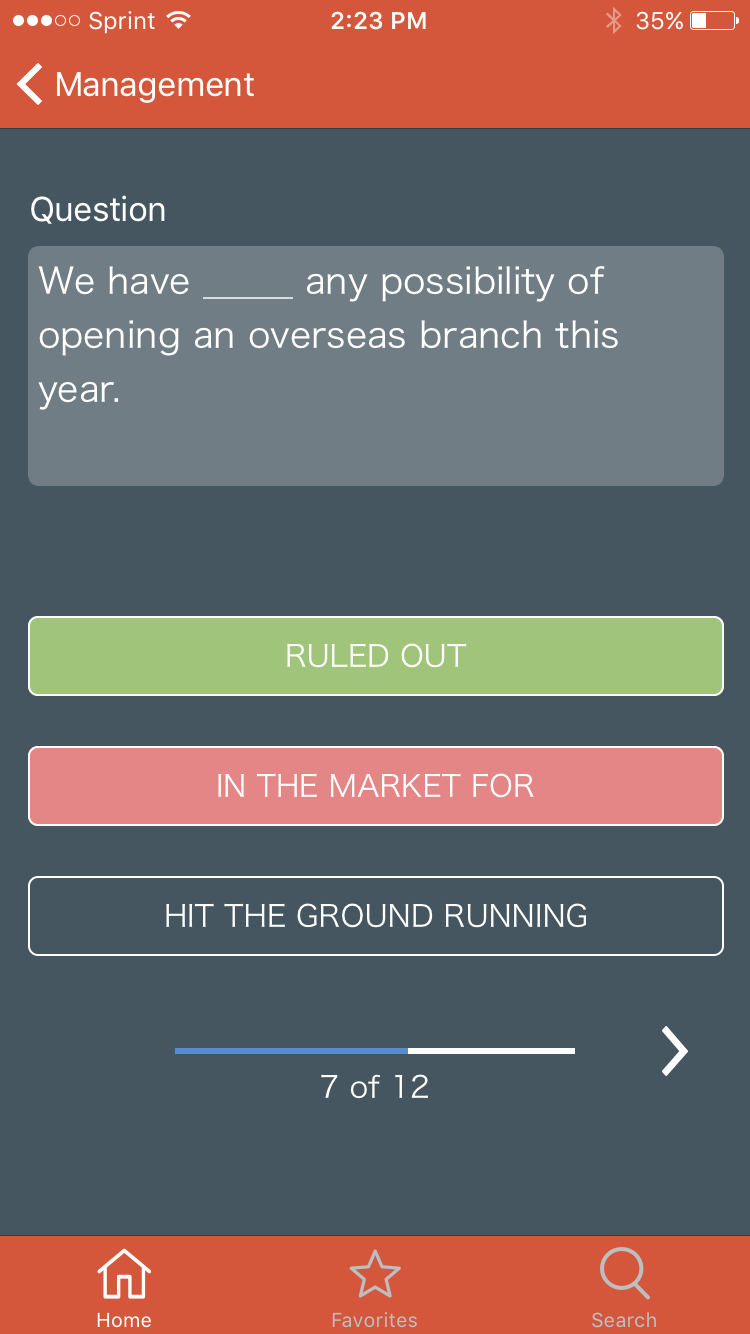 Sprint 2:23 PM 35%
Management
Question
We have _____ any possibility of
opening an overseas branch this
year.
RULED OUT
IN THE MARKET FOR
HIT THE GROUND RUNNING
7 of 12
Home Favorites Search